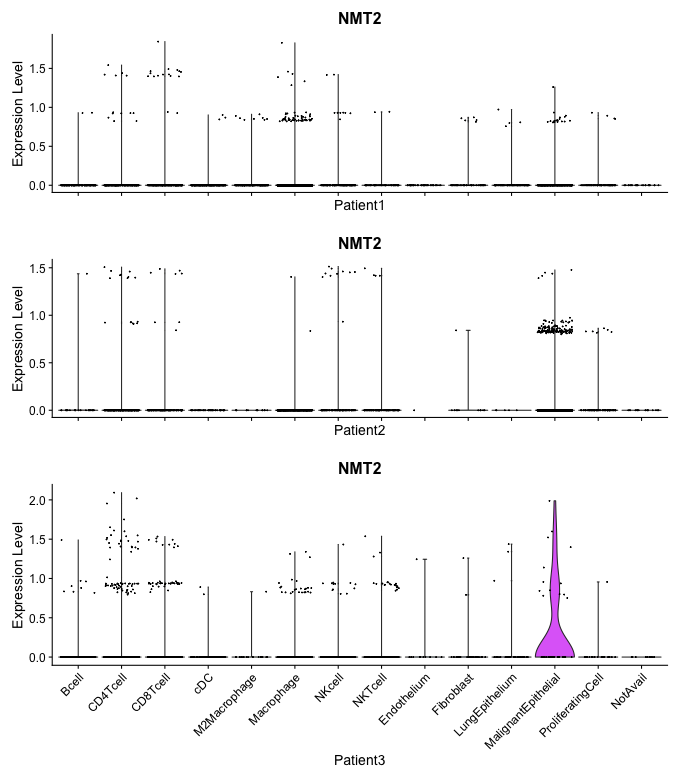 NMT2
Expression Level
1.5
1.0
0.5
0.0
Patient1
NMT2
Expression Level
1.5
1.0
0.5
0.0
Patient2
NMT2
Expression Level
2.0
1.5
1.0
0.5
0.0
Bcell
CD4Tcell
CD8Tcell
cDC
M2Macrophage
Macrophage
NKcell
NKTcell
Endothelium
Fibroblast
LungEpithelium
MalignantEpithelial
ProliferatingCell
NotAvail
Patient3